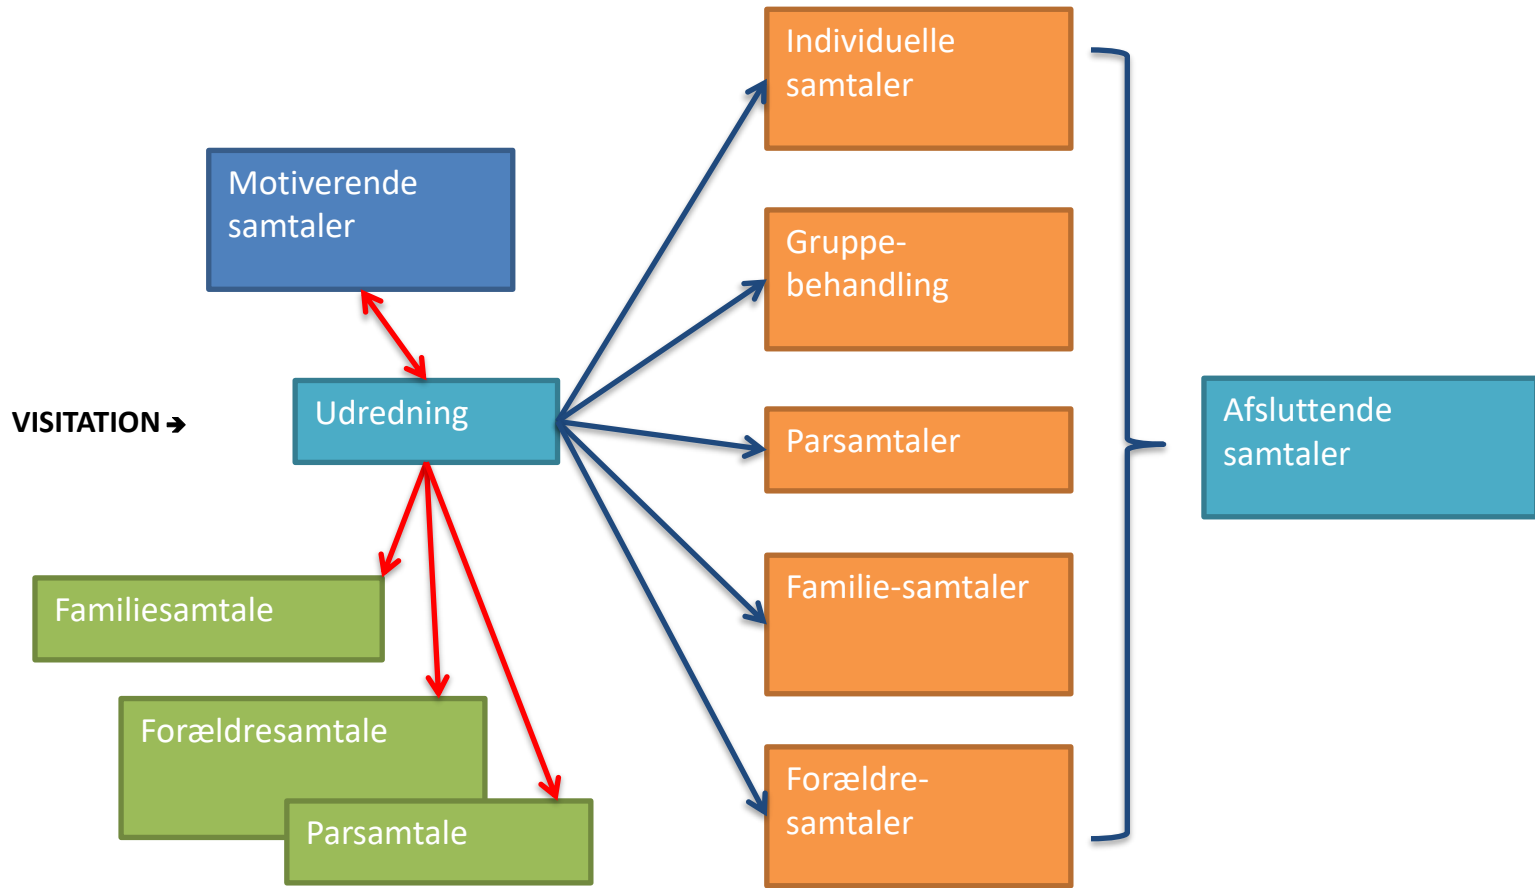 Motiverende
samtaler
VISITATION →
Udredning
Familiesamtale
Forældresamtale
Parsamtale
Individuelle
samtaler
Gruppe-
behandling
Parsamtaler
Familie-samtaler
Forældre-
samtaler
Afsluttende
samtaler